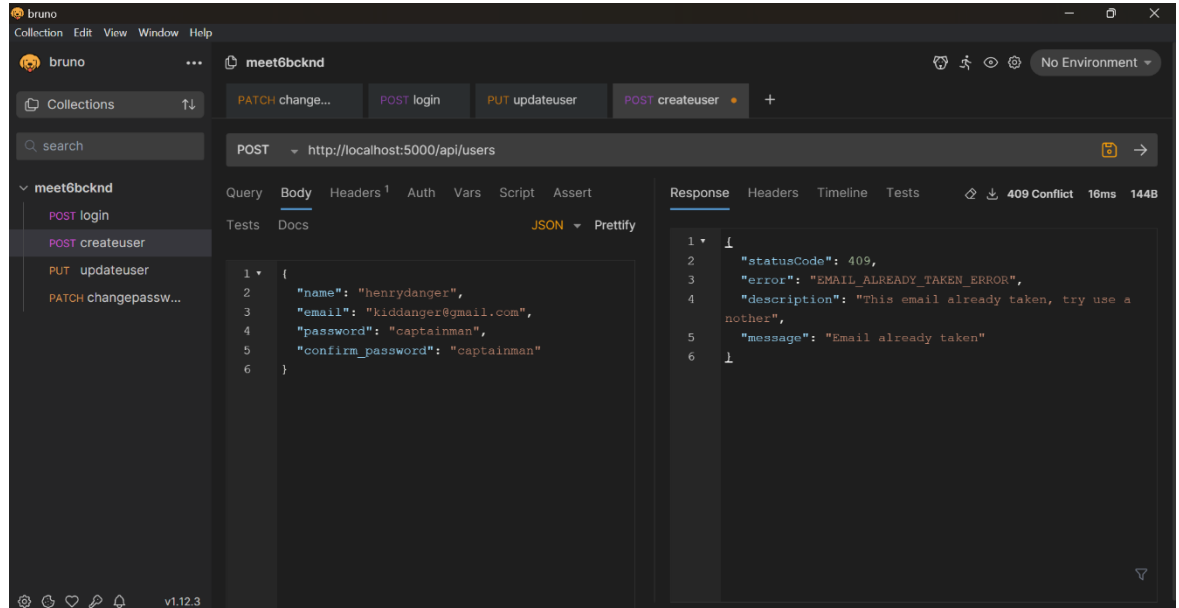 bruno
Collection Edit View Window Help
bruno
meet6bcknd
No Environment
Collections
PATCH change...
POST login
PUT updateuser
POST createuser
+
search
POST
http://localhost:5000/api/users
meet6bcknd
POST login
POST createuser
PUT updateuser
PATCH changepassw...
Query Body Headers 1 Auth Vars Script Assert
Tests Docs
JSON Prettify
1 {
2 "name": "henrydanger",
3 "email": "kiddanger@gmail.com",
4 "password": "captainman",
5 "confirm_password": "captainman"
6 }
Response Headers Timeline Tests
409 Conflict 16ms 144B
1 {
2 "statusCode": 409,
3 "error": "EMAIL_ALREADY_TAKEN_ERROR",
4 "description": "This email already taken, try use a
nother",
5 "message": "Email already taken"
6 }
v1.12.3